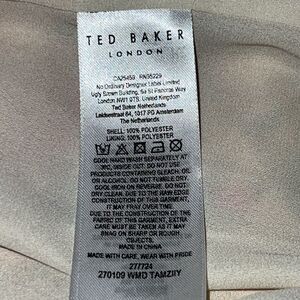 TED BAKER
LONDON
CA25459 RN95229
No Ordinary Designer Label Limited
Ugly Brown Building, 6a St Pancras Way
London NW1 0TB, United Kingdom
Ted Baker
Leidsestraat 64, 1017 PD Amsterdam
The Netherlands
SHELL: 100% POLYESTER
LINING: 100% POLYESTER
COOL HAND WASH SEPARATELY AT
30C, INSIDE OUT. DO NOT USE
PRODUCTS CONTAINING BLEACH, OIL
OR ALCOHOL. DO NOT TUMBLE DRY.
COOL IRON ON REVERSE. DO NOT
DRY CLEAN. DUE TO THE RAW EDGE
CONSTRUCTION OF THIS GARMENT, IT
MAY FRAY OVER TIME.
DUE TO THE CONSTRUCTION OF THE
FABRIC OF THIS GARMENT, EXTRA
CARE MUST BE TAKEN AS IT MAY
SNAG ON SHARP OR ROUGH
OBJECTS.
MADE IN CHINA
MADE WITH CARE, WEAR WITH PRIDE
277724
270109 WMD TAMZIIY